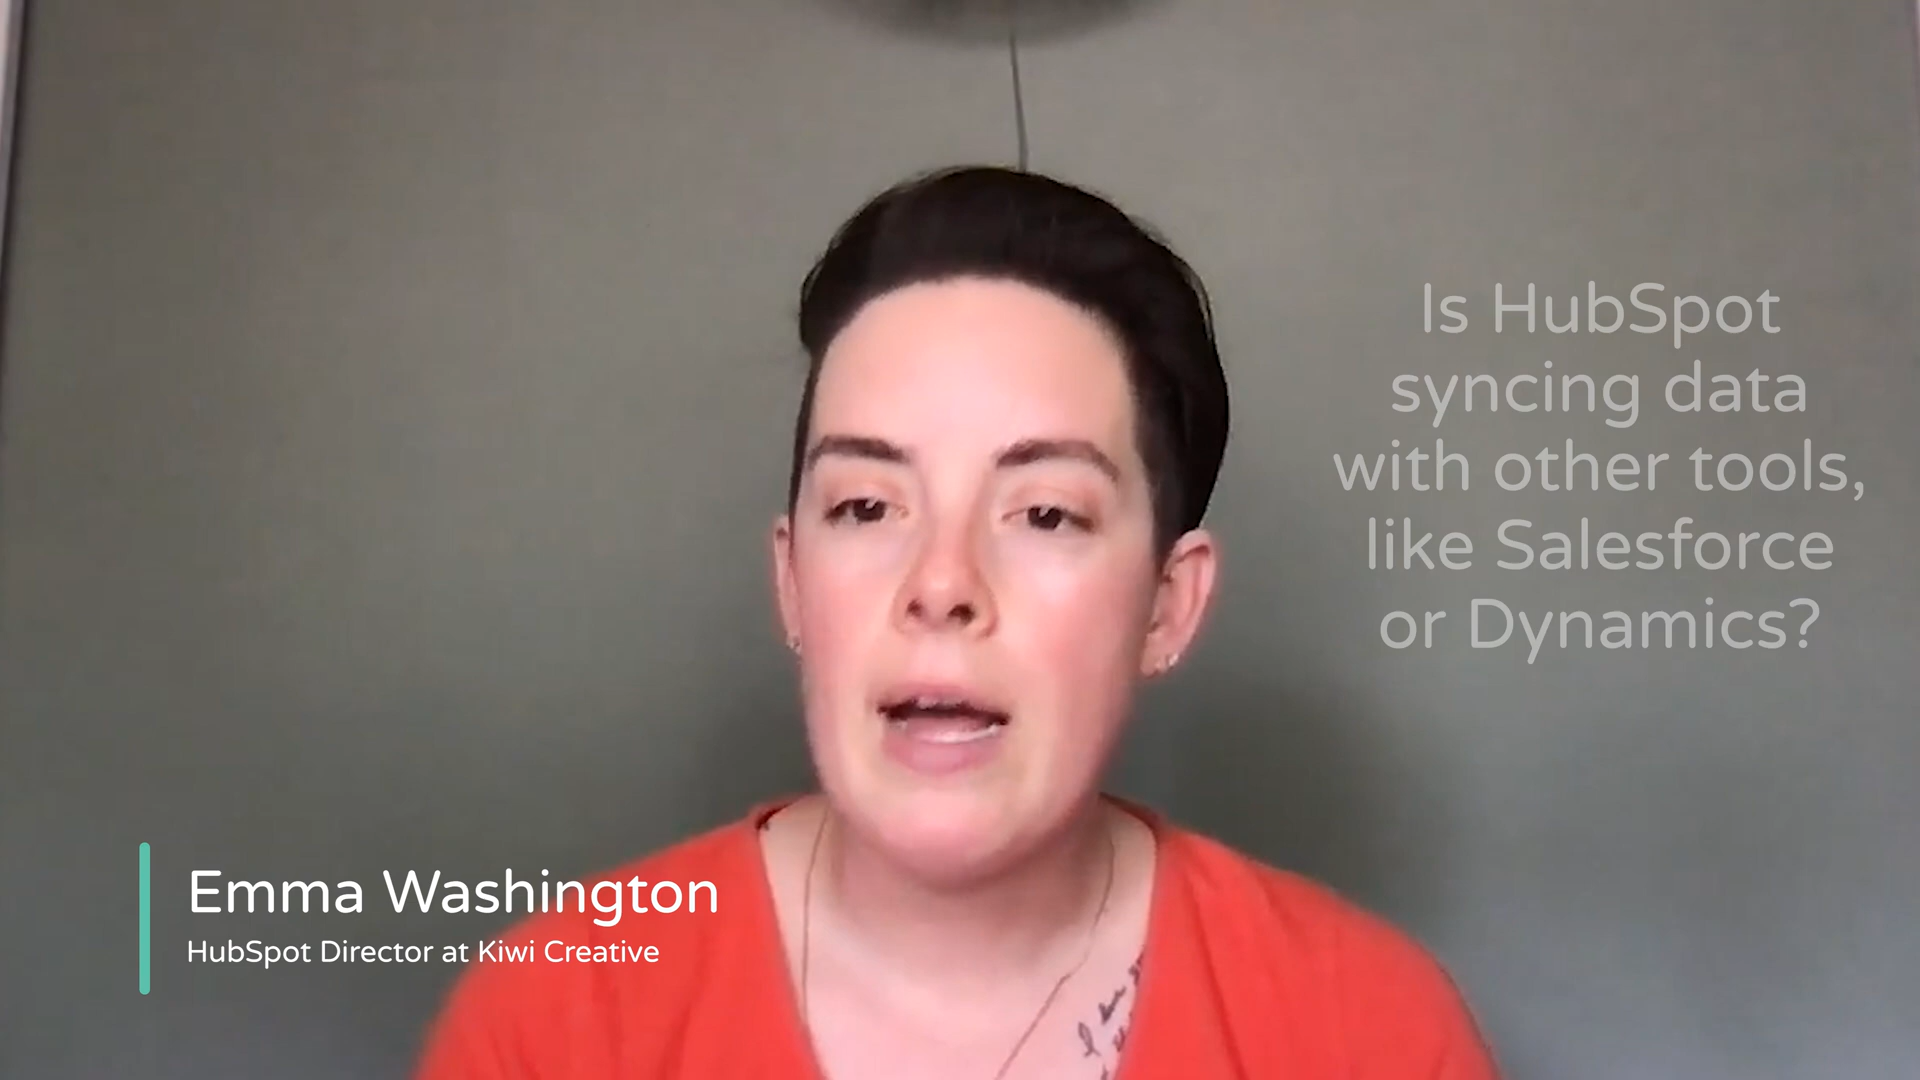 Is HubSpot
syncing data
with other tools,
like Salesforce
or Dynamics?
Emma Washington
HubSpot Director at Kiwi Creative
I